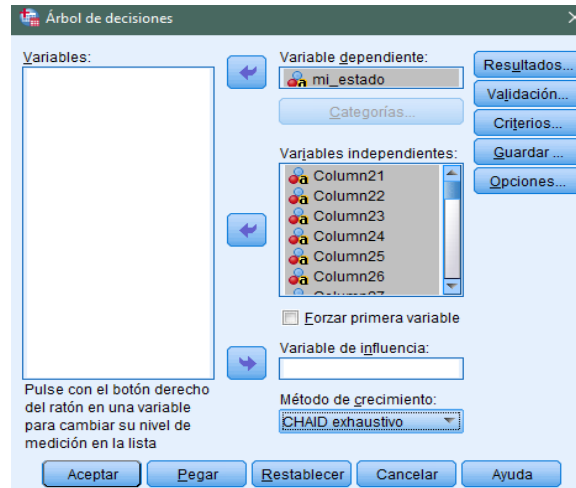 Árbol de decisiones
Variables:
Variable dependiente:
mi_estado
Categorías...
Variables independientes:
Column21
Column22
Column23
Column24
Column25
Column26
Forzar primera variable
Variable de influencia:
Método de crecimiento:
CHAID exhaustivo
Pulse con el botón derecho
del ratón en una variable
para cambiar su nivel de
medición en la lista
Resultados...
Validación...
Criterios...
Guardar ...
Opciones...
Aceptar
Pegar
Restablecer
Cancelar
Ayuda